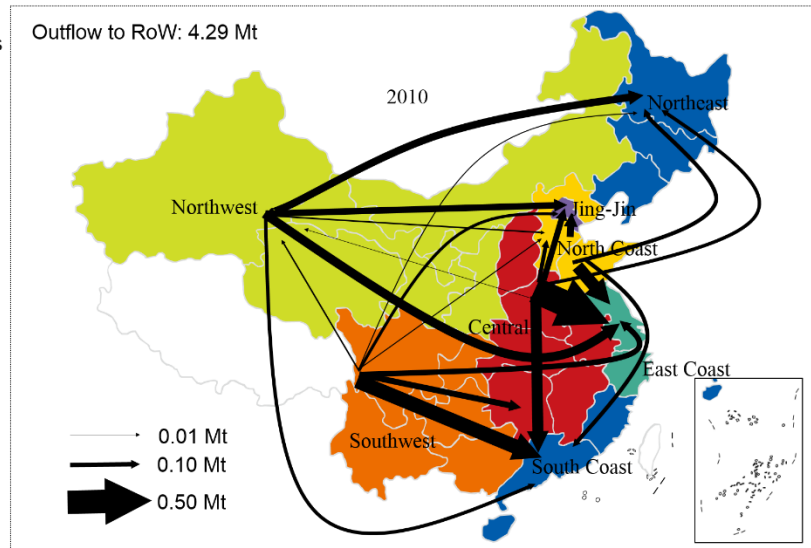 s
Outflow to RoW: 4.29 Mt
2010
Northeast
Northwest
Jing-Jin
North Coast
Central
East Coast
Southwest
South Coast
0.01 Mt
0.10 Mt
0.50 Mt